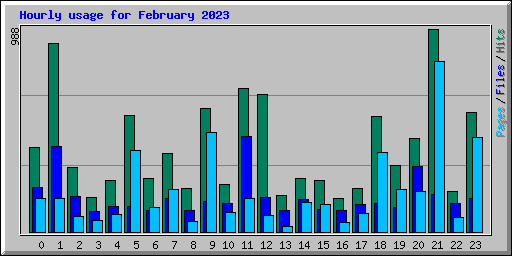 Hourly usage for February 2023
988
Pages/Files/Hits
0 1 2 3 4 5 6 7 8 9 10 11 12 13 14 15 16 17 18 19 20 21 22 23